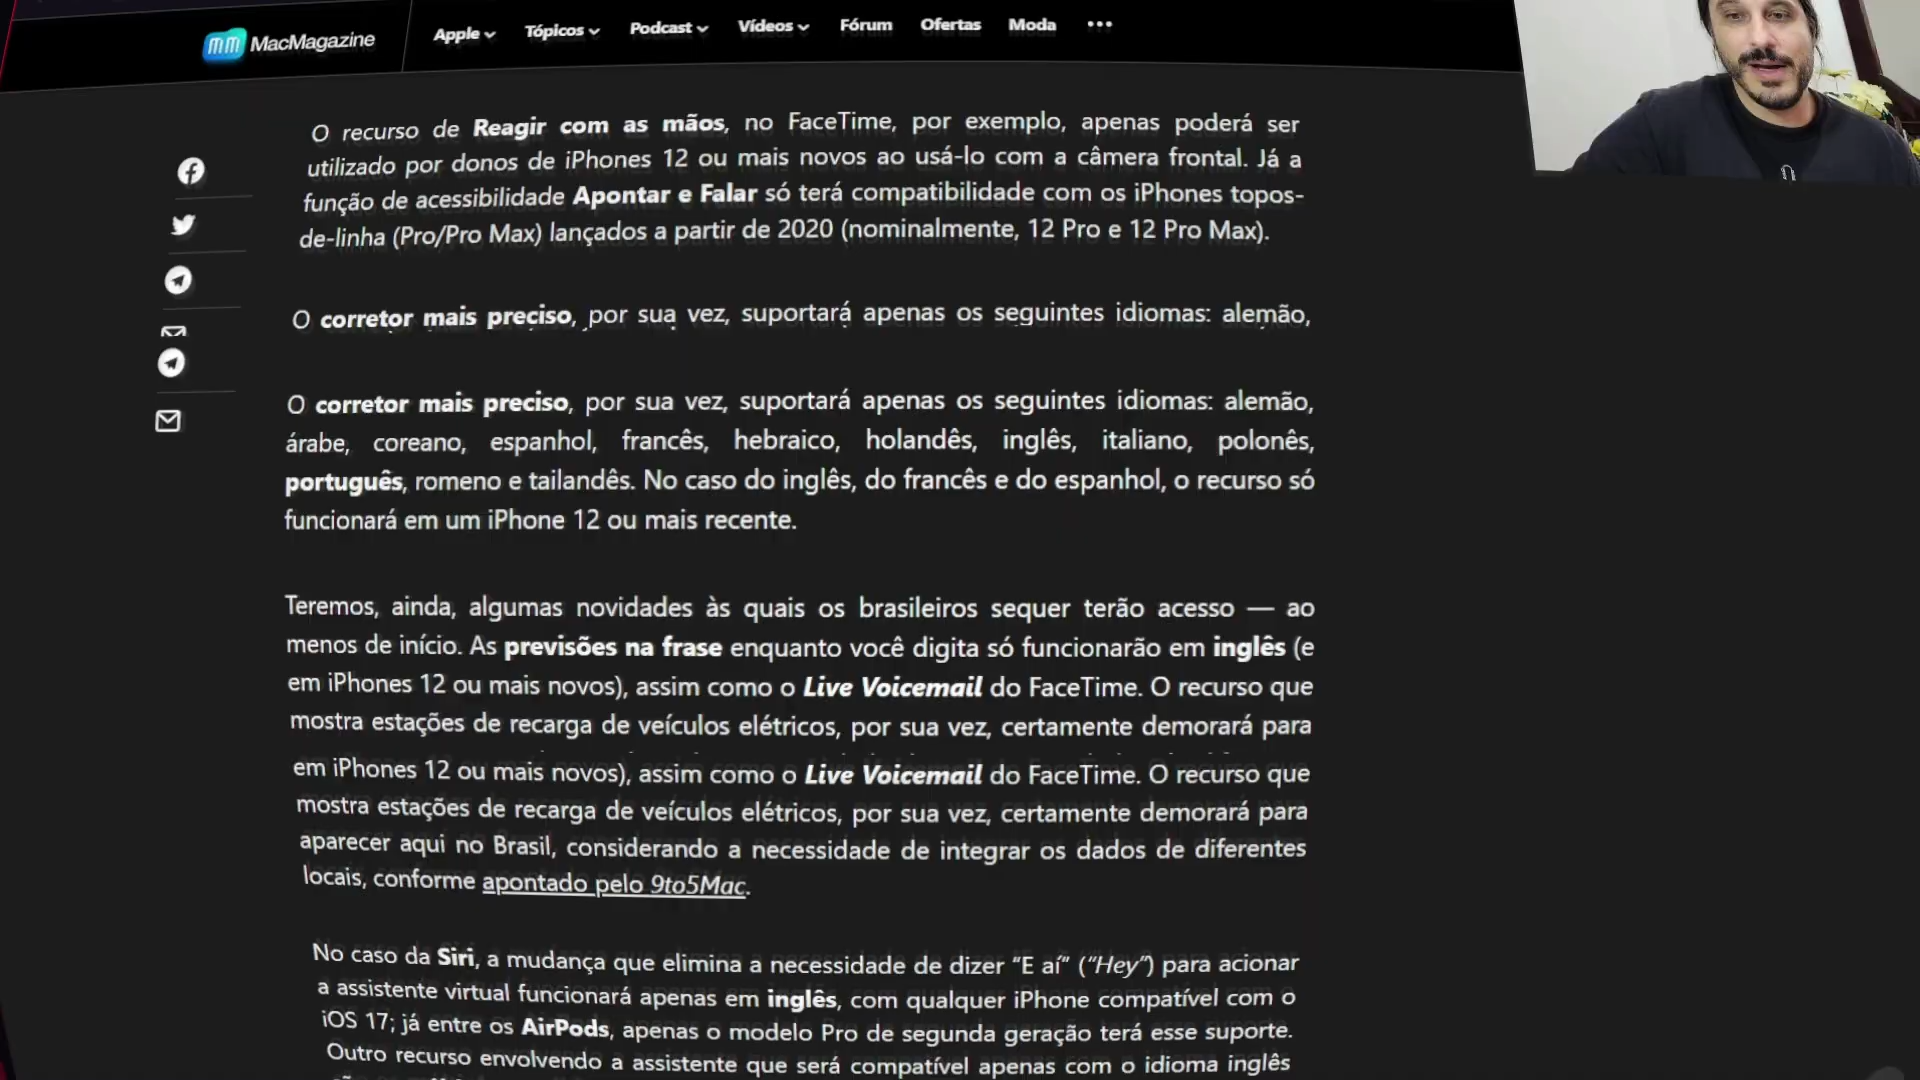 MacMagazine
Apple Tópicos Podcast Vídeos Fórum Ofertas Moda •••
O recurso de Reagir com as mãos, no FaceTime, por exemplo, apenas poderá ser
utilizado por donos de iPhones 12 ou mais novos ao usá-lo com a câmera frontal. Já a
função de acessibilidade Apontar e Falar só terá compatibilidade com os iPhones topos-
de-linha (Pro/Pro Max) lançados a partir de 2020 (nominalmente, 12 Pro e 12 Pro Max).
O corretor mais preciso, por sua vez, suportará apenas os seguintes idiomas: alemão,
O corretor mais preciso, por sua vez, suportará apenas os seguintes idiomas: alemão,
árabe, coreano, espanhol, francês, hebraico, holandês, inglês, italiano, polonês,
português, romeno e tailandês. No caso do inglês, do francês e do espanhol, o recurso só
funcionará em um iPhone 12 ou mais recente.
Teremos, ainda, algumas novidades às quais os brasileiros sequer terão acesso — ao
menos de início. As previsões na frase enquanto você digita só funcionarão em inglês (e
em iPhones 12 ou mais novos), assim como o Live Voicemail do FaceTime. O recurso que
mostra estações de recarga de veículos elétricos, por sua vez, certamente demorará para
em iPhones 12 ou mais novos), assim como o Live Voicemail do FaceTime. O recurso que
mostra estações de recarga de veículos elétricos, por sua vez, certamente demorará para
aparecer aqui no Brasil, considerando a necessidade de integrar os dados de diferentes
locais, conforme apontado pelo 9to5Mac.
No caso da Siri, a mudança que elimina a necessidade de dizer “E aí” (“Hey”) para acionar
a assistente virtual funcionará apenas em inglês, com qualquer iPhone compatível com o
iOS 17; já entre os AirPods, apenas o modelo Pro de segunda geração terá esse suporte.
Outro recurso envolvendo a assistente que será compatível apenas com o idioma inglês